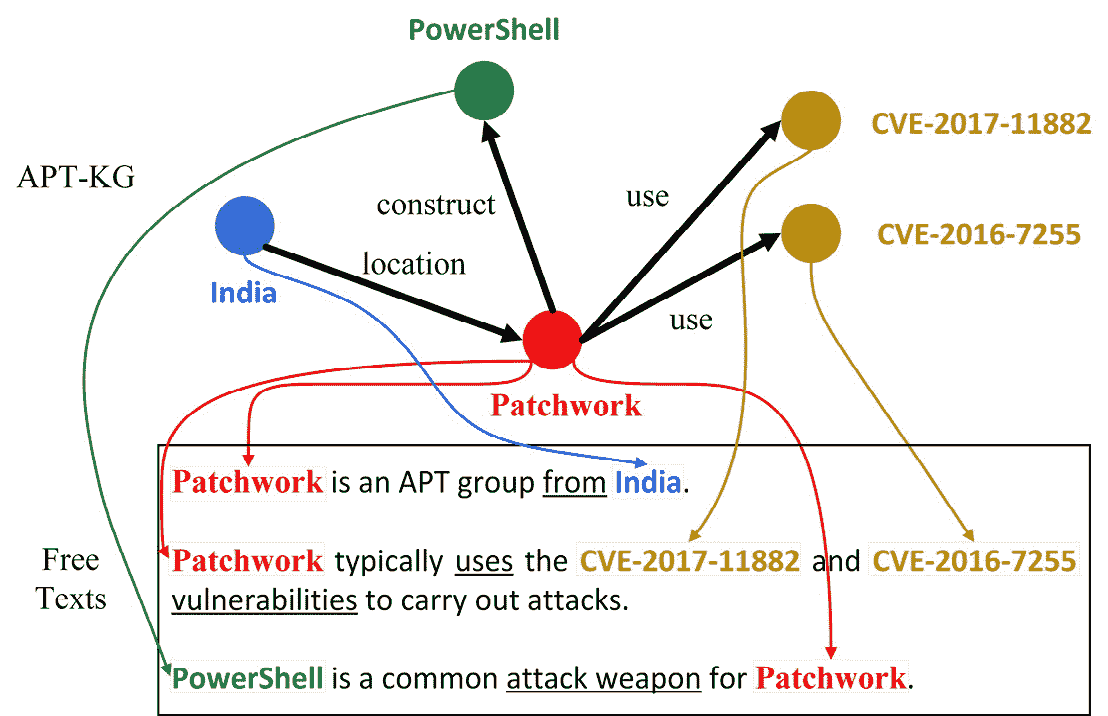 PowerShell
CVE-2017-11882
APT-KG
construct
use
CVE-2016-7255
location
India
use
Patchwork
Patchwork is an APT group from India.
Free
Texts
Patchwork typically uses the CVE-2017-11882 and CVE-2016-7255
vulnerabilities to carry out attacks.
PowerShell is a common attack weapon for Patchwork.